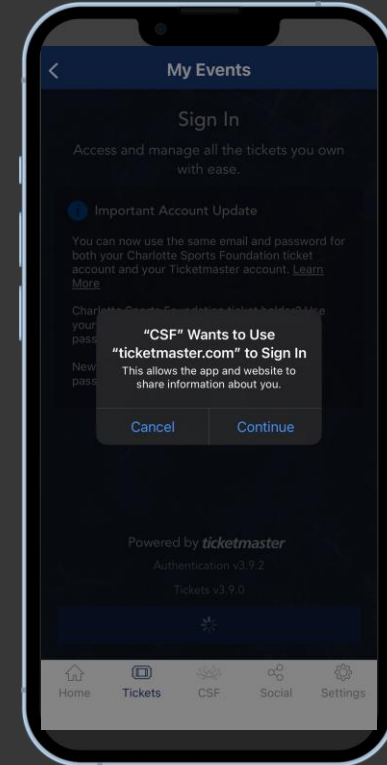 My Events
Sign In
Access and manage all the tickets you own
with ease.
Important Account Update
You can now use the same email and password for
both your Charlotte Sports Foundation ticket
account and your Ticketmaster account. Learn
More
Charlotte Sports Foundation ticket holder? Use
your
New
“CSF” Wants to Use
“ticketmaster.com” to Sign In
This allows the app and website to
share information about you.
Cancel Continue
Powered by ticketmaster
Authentication v3.9.2
Tickets v3.9.0
Home Tickets CSF Social Settings